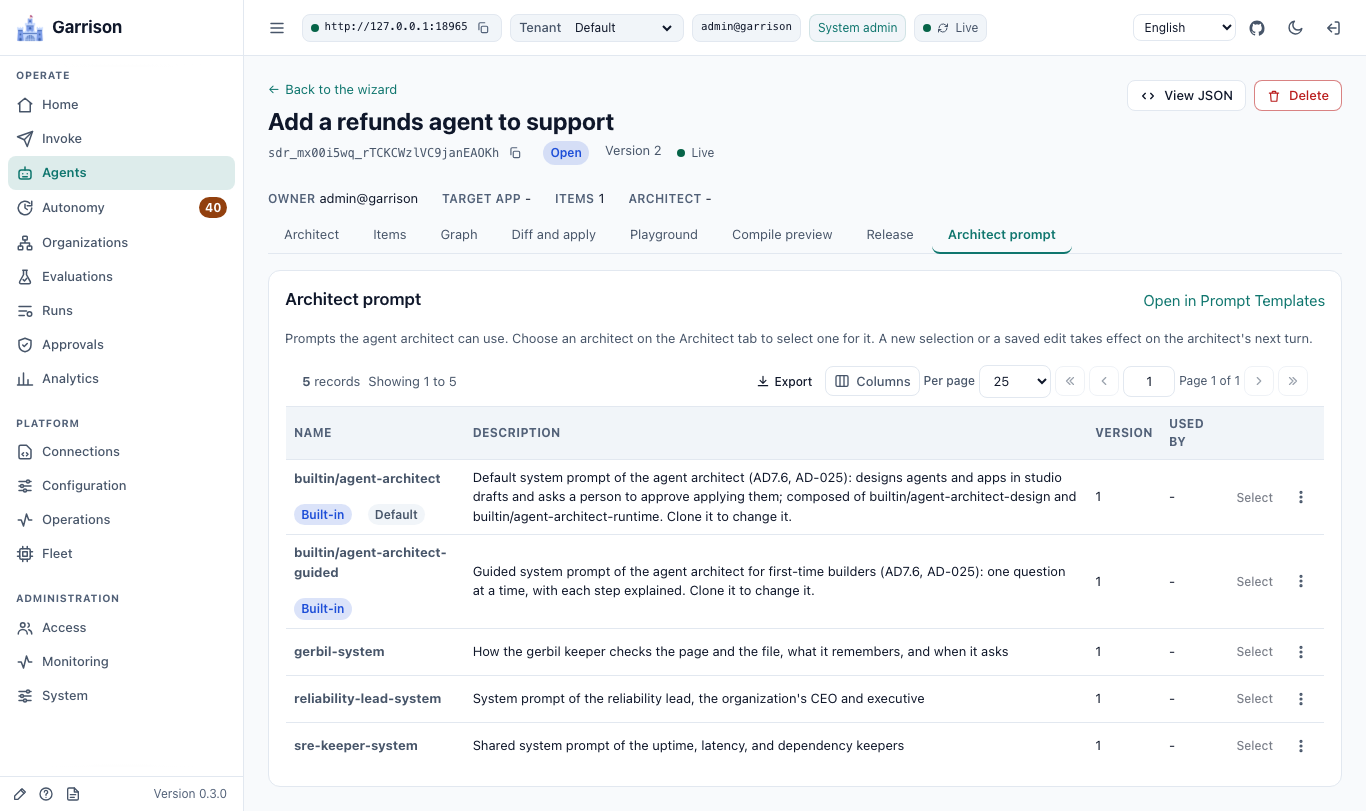 Garrison
http://127.0.0.1:18965
Tenant Default
admin@garrison
System admin
Live
English
OPERATE
Home
Invoke
Agents
Autonomy 40
Organizations
Evaluations
Runs
Approvals
Analytics
PLATFORM
Connections
Configuration
Operations
Fleet
ADMINISTRATION
Access
Monitoring
System
Version 0.3.0
← Back to the wizard
View JSON
Delete
Add a refunds agent to support
sdr_mx00i5wq_rTCKCWzlVC9janEAOKh
Open
Version 2
Live
OWNER admin@garrison TARGET APP - ITEMS 1 ARCHITECT -
Architect Items Graph Diff and apply Playground Compile preview Release Architect prompt
Architect prompt
Open in Prompt Templates
Prompts the agent architect can use. Choose an architect on the Architect tab to select one for it. A new selection or a saved edit takes effect on the architect's next turn.
5 records Showing 1 to 5
Export
Columns
Per page 25
1
Page 1 of 1
NAME DESCRIPTION VERSION USED
BY
builtin/agent-architect
Built-in Default
Default system prompt of the agent architect (AD7.6, AD-025): designs agents and apps in studio
drafts and asks a person to approve applying them; composed of builtin/agent-architect-design and
builtin/agent-architect-runtime. Clone it to change it.
1 - Select
builtin/agent-architect-
guided
Built-in
Guided system prompt of the agent architect for first-time builders (AD7.6, AD-025): one question
at a time, with each step explained. Clone it to change it.
1 - Select
gerbil-system How the gerbil keeper checks the page and the file, what it remembers, and when it asks 1 - Select
reliability-lead-system System prompt of the reliability lead, the organization's CEO and executive 1 - Select
sre-keeper-system Shared system prompt of the uptime, latency, and dependency keepers 1 - Select